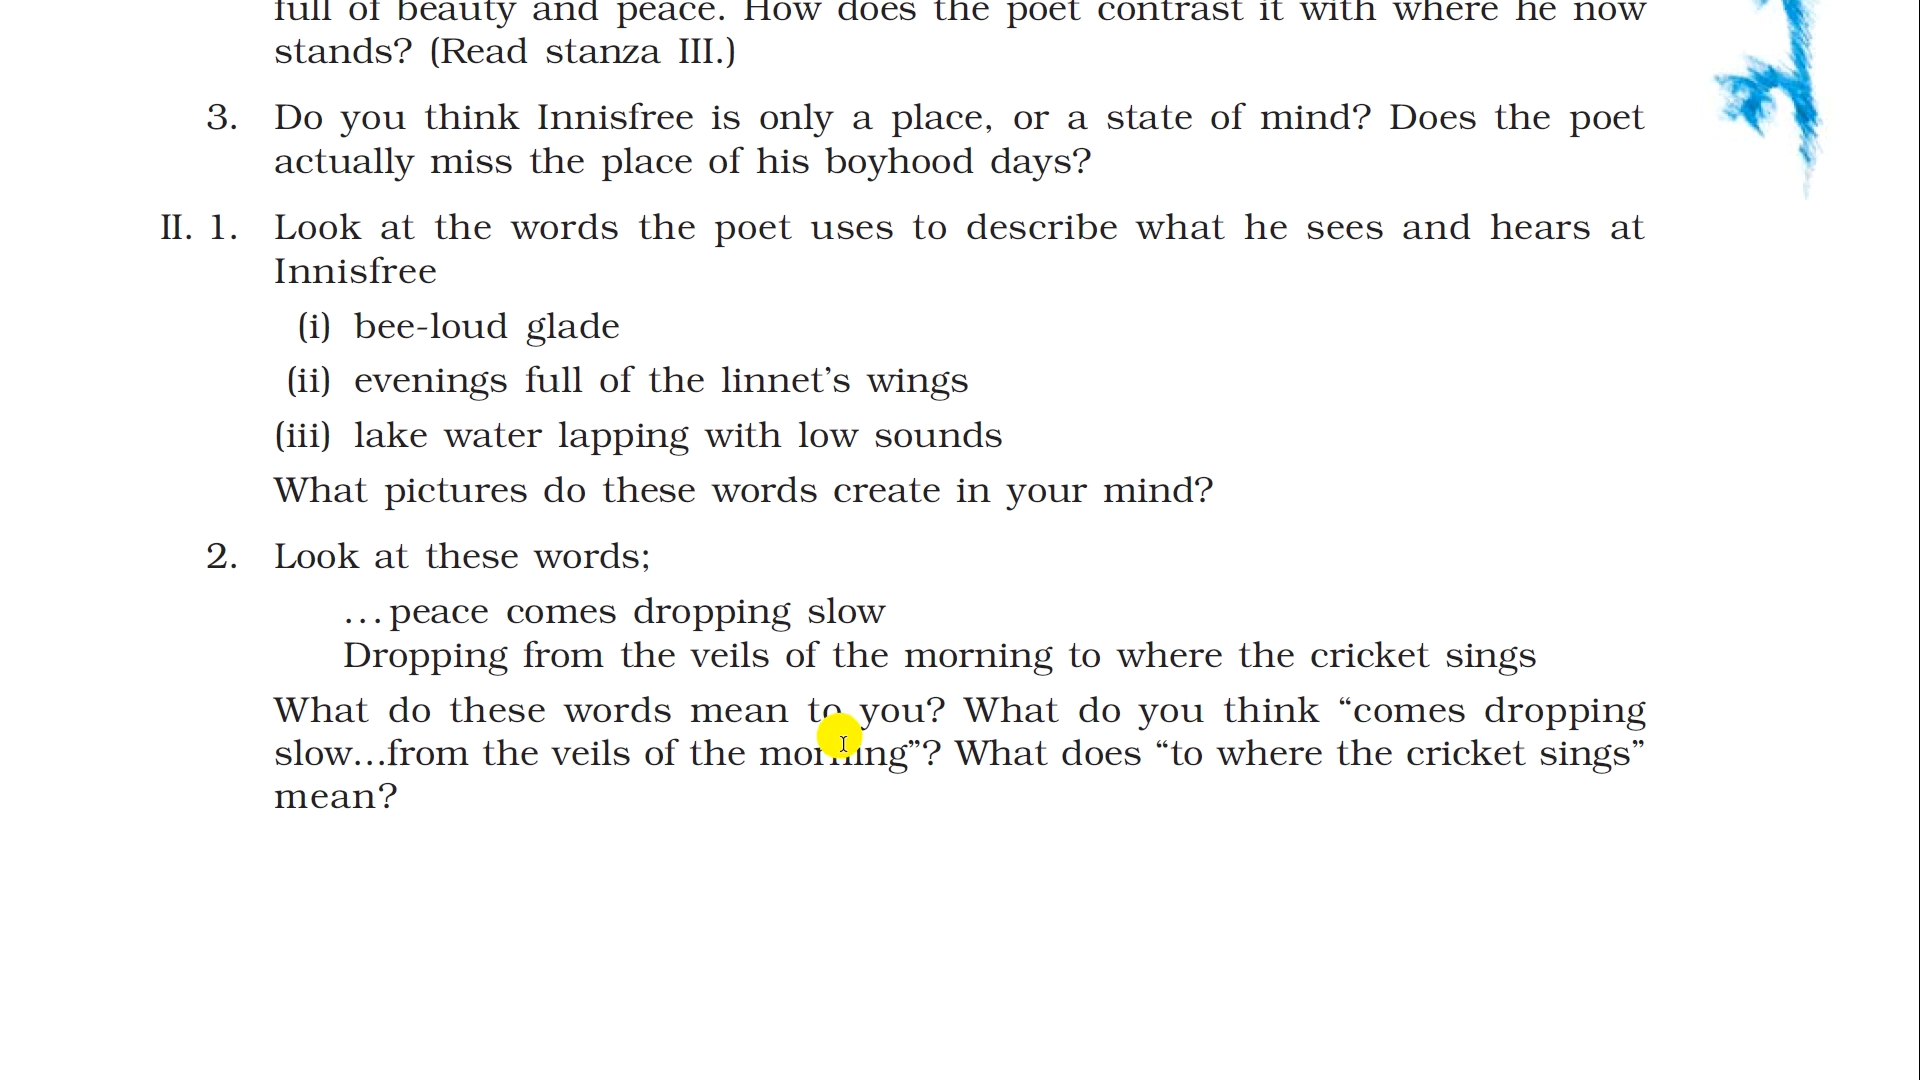 full of beauty and peace. How does the poet contrast it with where he now
stands? (Read stanza III.)
3. Do you think Innisfree is only a place, or a state of mind? Does the poet
actually miss the place of his boyhood days?
II. 1. Look at the words the poet uses to describe what he sees and hears at
Innisfree
(i) bee-loud glade
(ii) evenings full of the linnet’s wings
(iii) lake water lapping with low sounds
What pictures do these words create in your mind?
2. Look at these words;
...peace comes dropping slow
Dropping from the veils of the morning to where the cricket sings
What do these words mean to you? What do you think “comes dropping
slow...from the veils of the morning”? What does “to where the cricket sings”
mean?